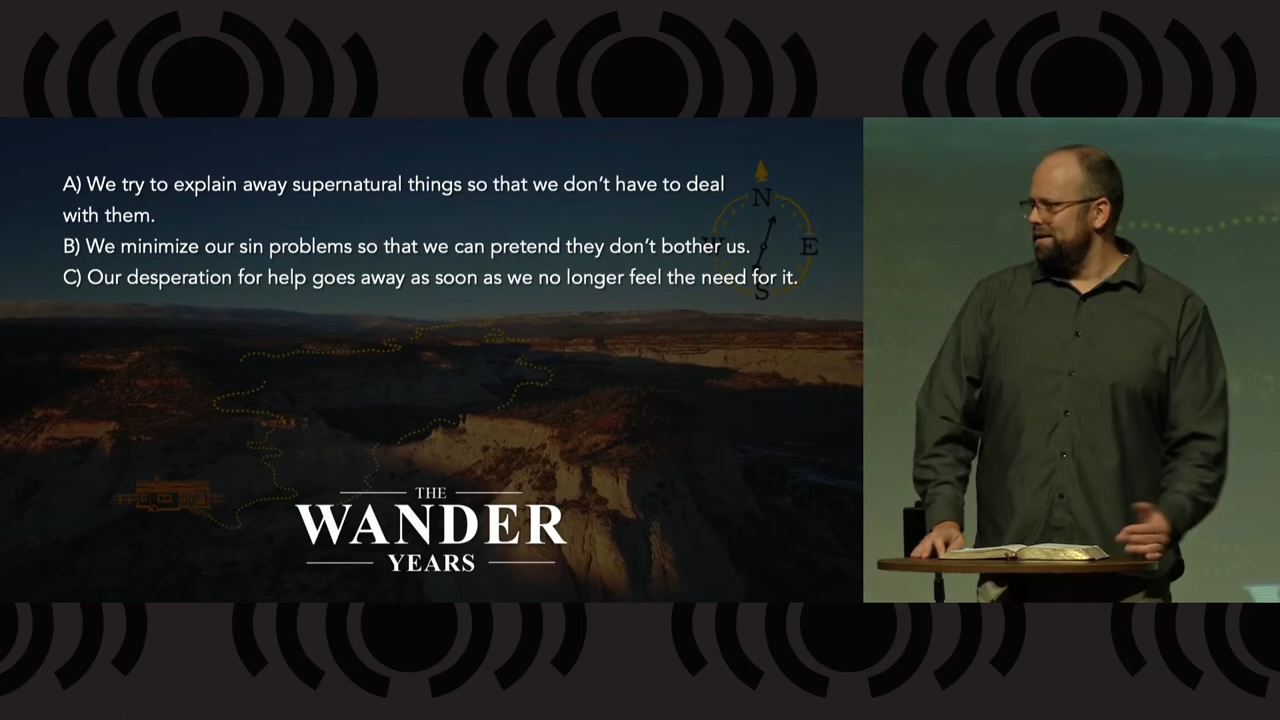 A) We try to explain away supernatural things so that we don't have to deal
with them.
B) We minimize our sin problems so that we can pretend they don't bother us.
C) Our desperation for help goes away as soon as we no longer feel the need for it.
N
W
E
S
THE
WANDER
YEARS